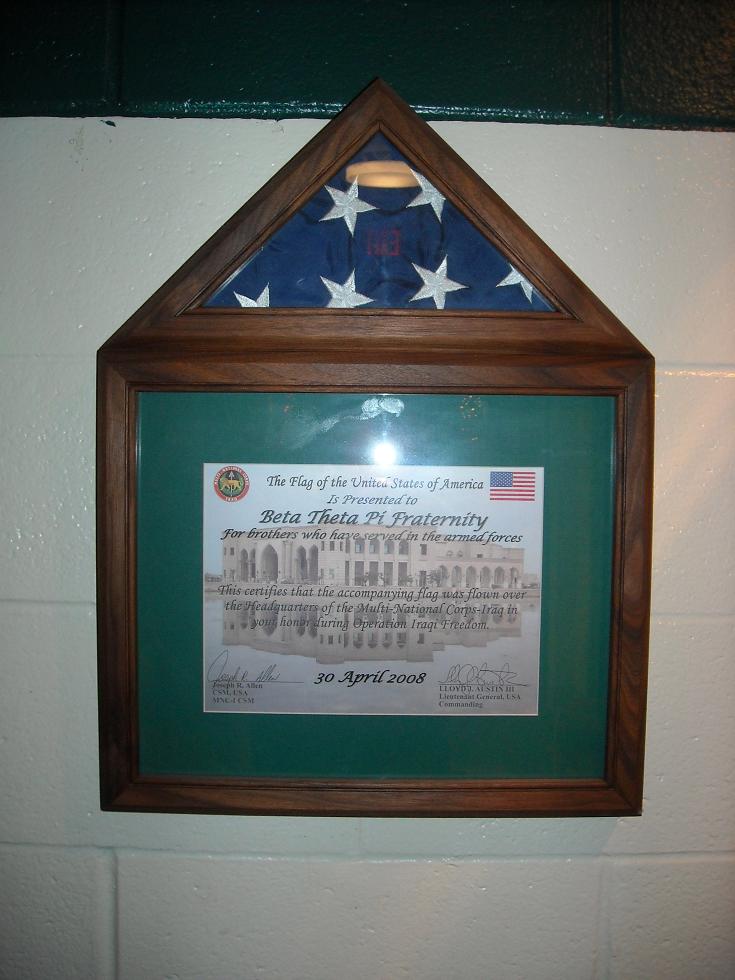 The Flag of the United States of America
Is Presented to
Beta Theta Pi Fraternity
For brothers who have served in the armed forces
This certifies that the accompanying flag was flown over
the Headquarters of the Multi-National Corps-Iraq in
your honor during Operation Iraqi Freedom.
30 April 2008
Joseph R. Allen
Joseph R. Allen
CSM, USA
MNC-I CSM
LLOYD J. AUSTIN III
Lieutenant General, USA
Commanding